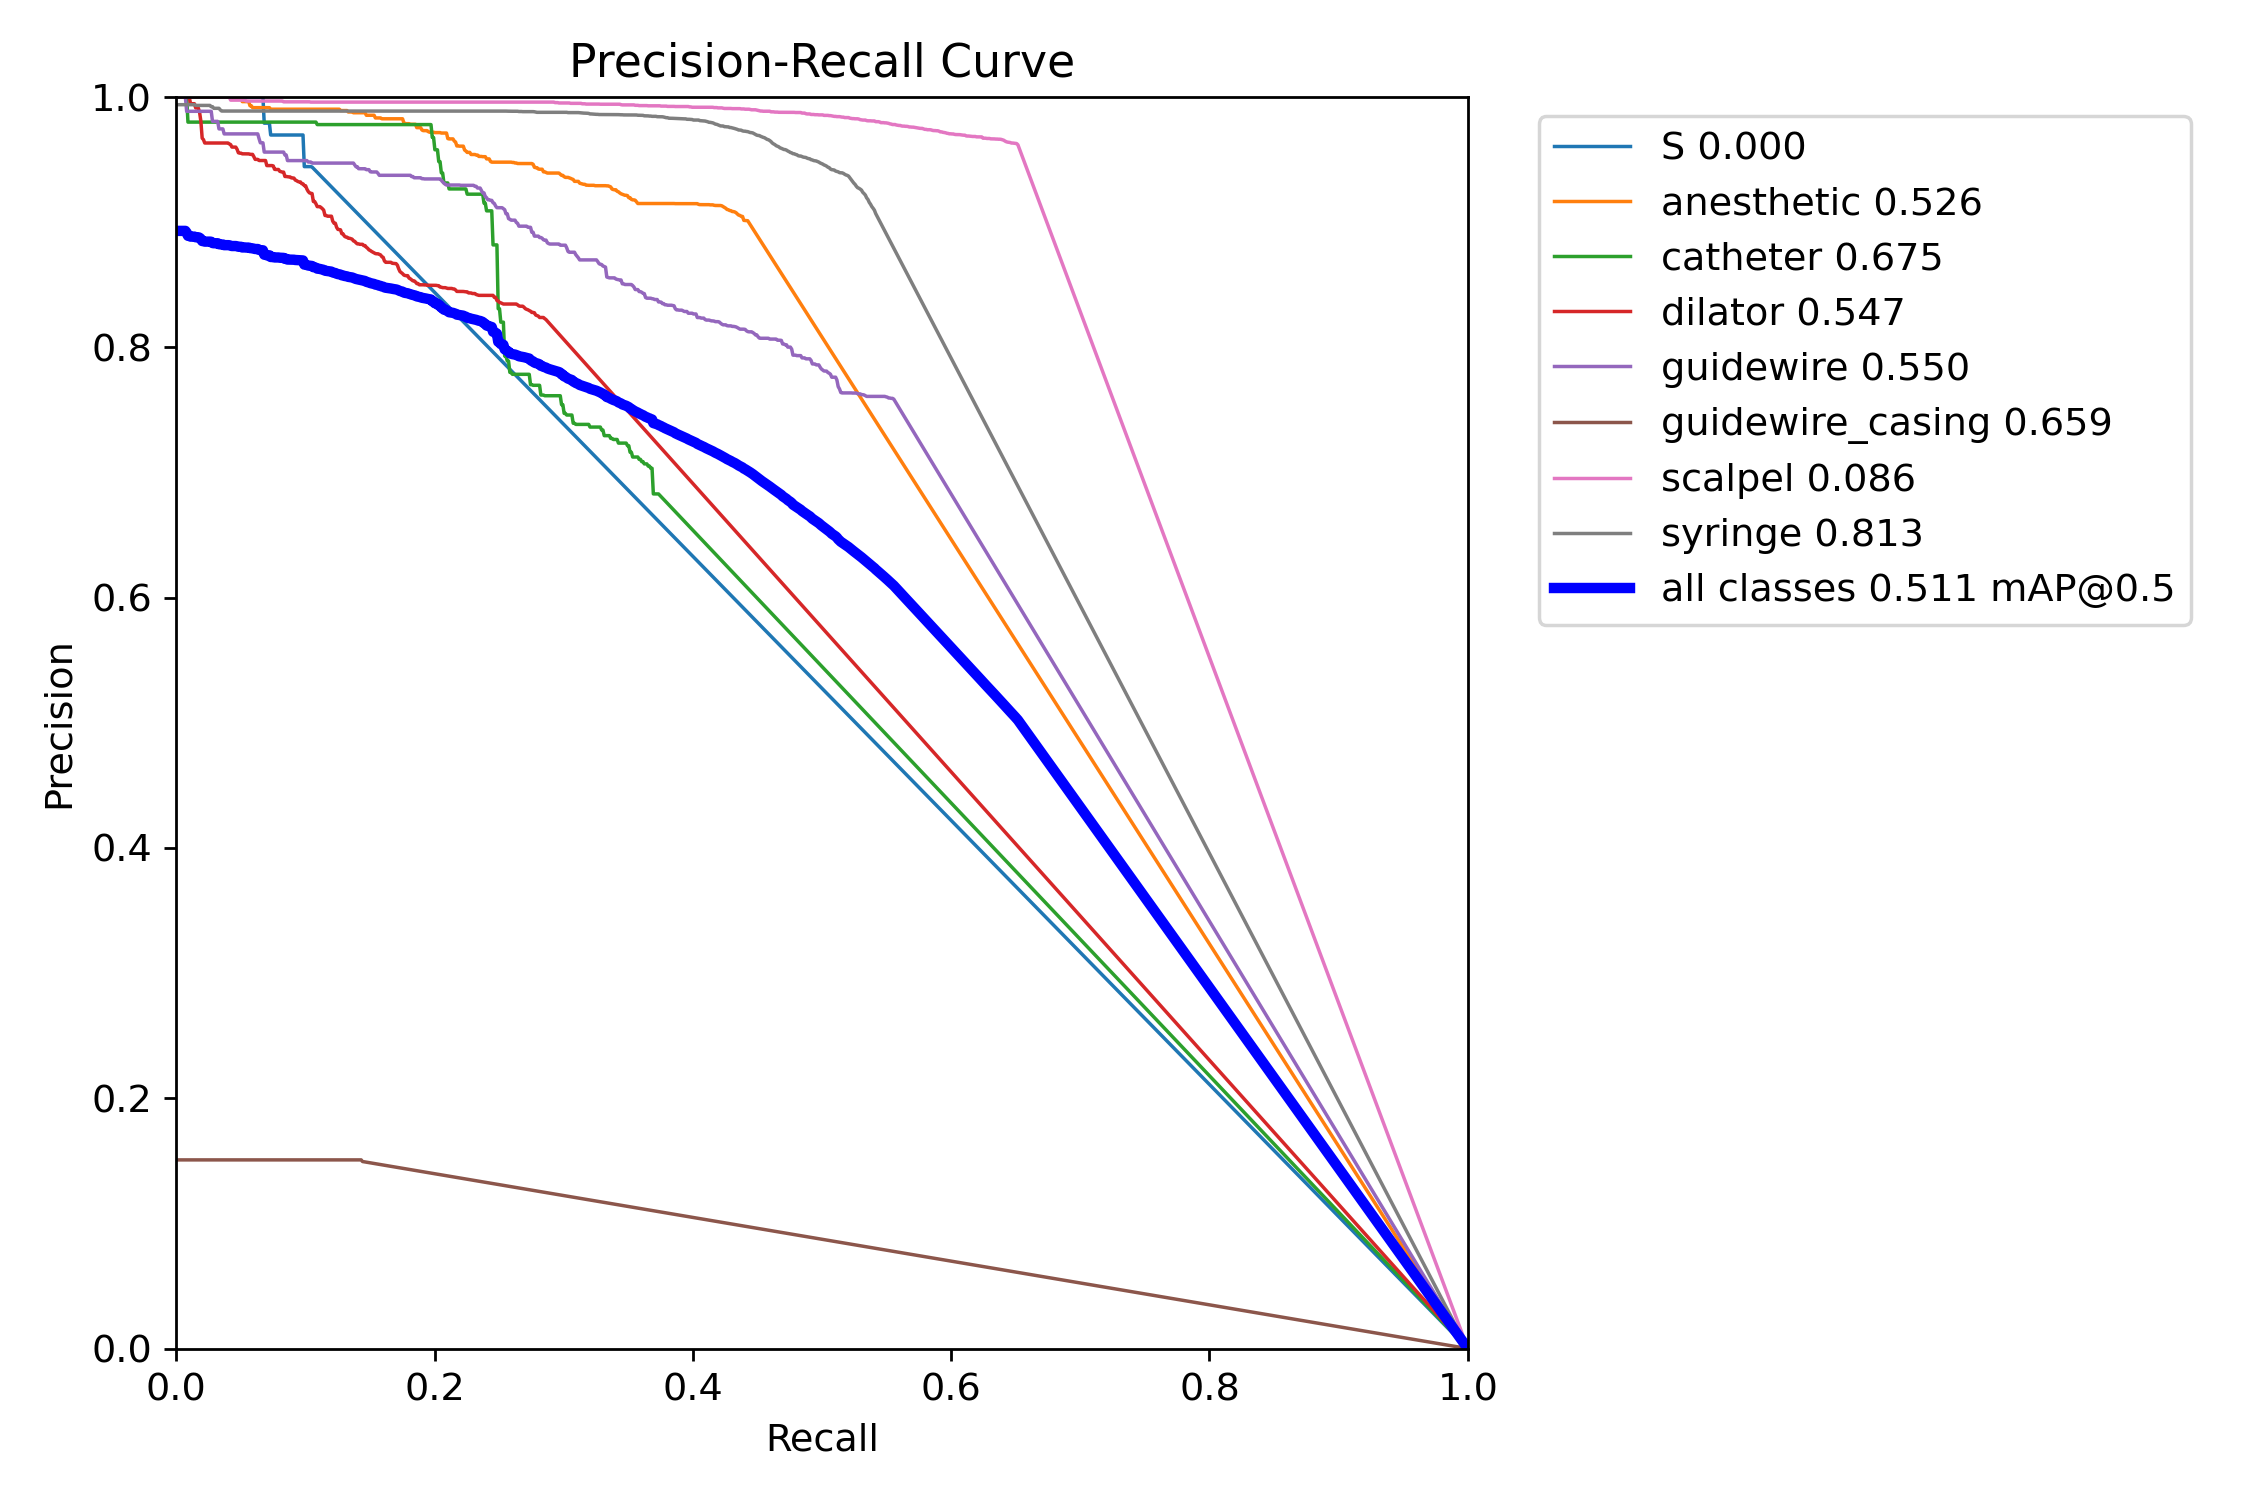 Precision-Recall Curve
1.0
0.8
0.6
0.4
0.2
0.0
Precision
0.0 0.2 0.4 0.6 0.8 1.0
Recall
S 0.000
anesthetic 0.526
catheter 0.675
dilator 0.547
guidewire 0.550
guidewire_casing 0.659
scalpel 0.086
syringe 0.813
all classes 0.511 mAP@0.5